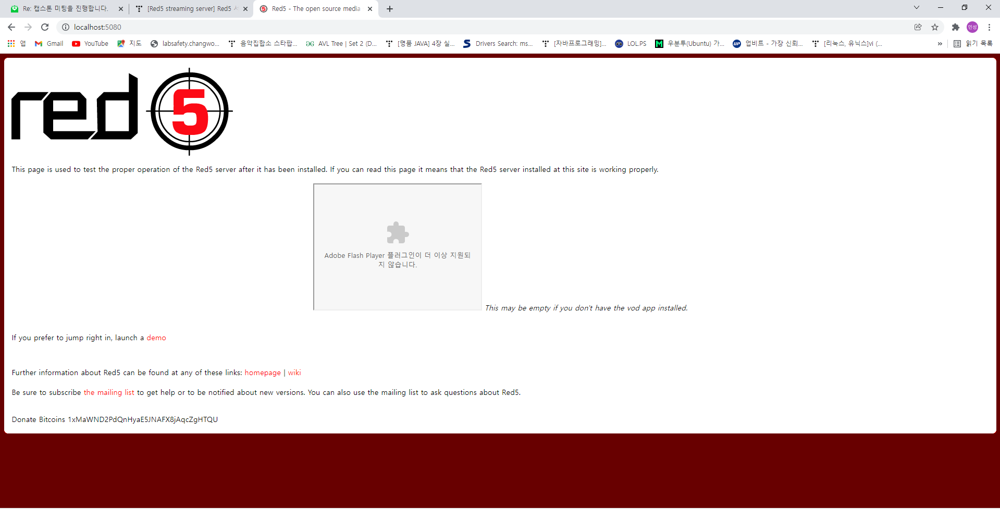 Re: 캡스톤 미팅을 진행합니다.
[Red5 streaming server] Red5
Red5 - The open source media
localhost:5080
민성
앱
Gmail
YouTube
지도
labsafety.changwo...
음악집합소 스타팝...
AVL Tree | Set 2 (D...
[명품 JAVA] 4장 실...
Drivers Search: ms...
[자바프로그래밍]...
LOL.PS
우분투(Ubuntu) 가...
업비트 - 가장 신뢰...
[리눅스, 유닉스]vi (...
»
읽기 목록
red 5
This page is used to test the proper operation of the Red5 server after it has been installed. If you can read this page it means that the Red5 server installed at this site is working properly.
Adobe Flash Player 플러그인이 더 이상 지원되
지 않습니다.
This may be empty if you don't have the vod app installed.
If you prefer to jump right in, launch a demo
Further information about Red5 can be found at any of these links: homepage | wiki
Be sure to subscribe the mailing list to get help or to be notified about new versions. You can also use the mailing list to ask questions about Red5.
Donate Bitcoins 1xMaWND2PdQnHyaE5JNAFX8jAqcZgHTQU